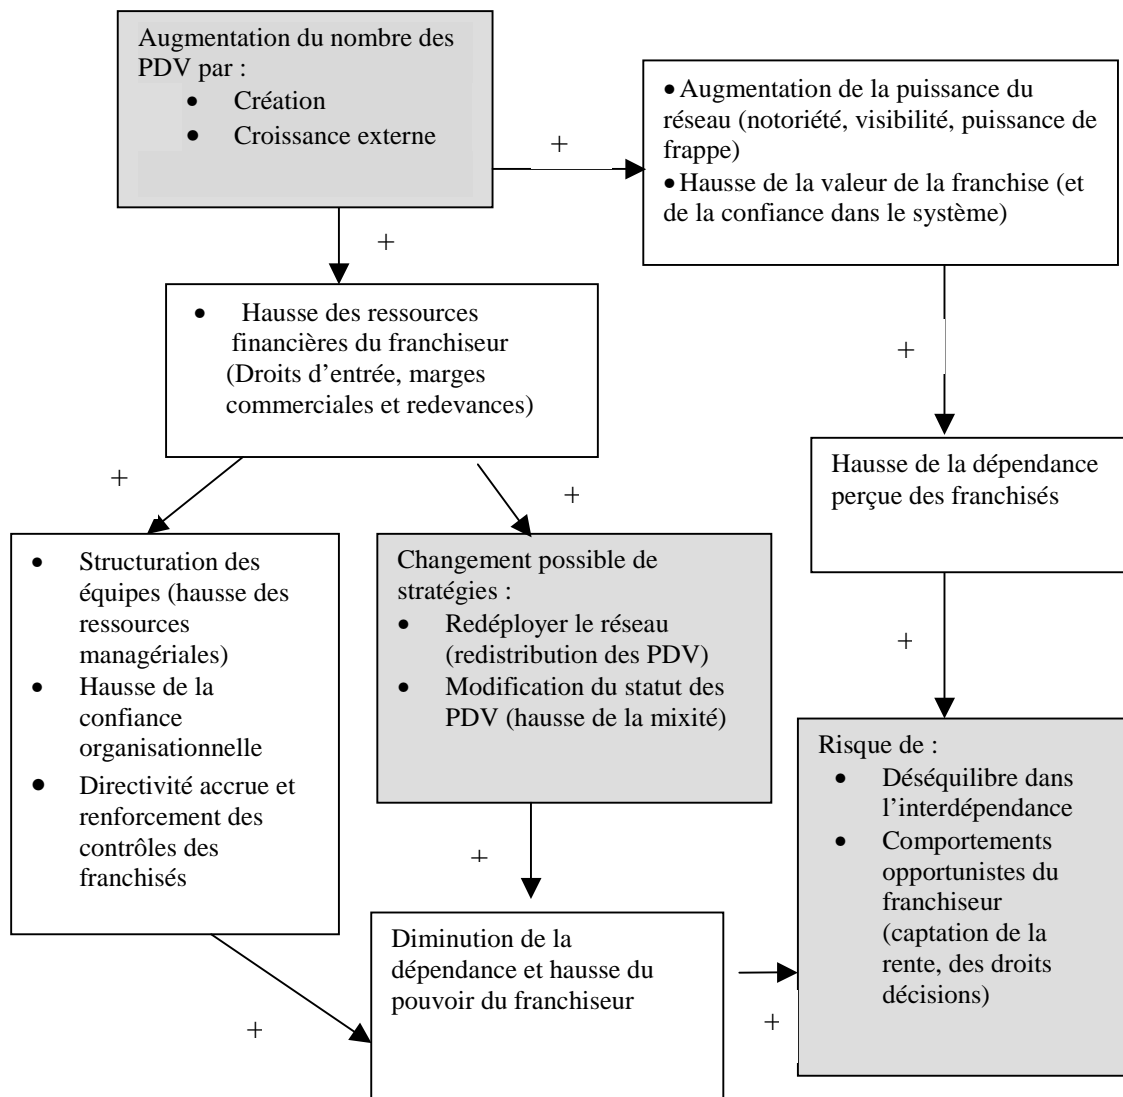 Augmentation du nombre des
PDV par :
• Création
• Croissance externe
+
• Augmentation de la puissance du
réseau (notoriété, visibilité, puissance de
frappe)
• Hausse de la valeur de la franchise (et
de la confiance dans le système)
+
• Hausse des ressources
financières du franchiseur
(Droits d’entrée, marges
commerciales et redevances)
+
Hausse de la dépendance
perçue des franchisés
+
+
• Structuration des
équipes (hausse des
ressources
managériales)
• Hausse de la
confiance
organisationnelle
• Directivité accrue et
renforcement des
contrôles des
franchisés
Changement possible de
stratégies :
• Redéployer le réseau
(redistribution des PDV)
• Modification du statut des
PDV (hausse de la mixité)
+
Risque de :
• Déséquilibre dans
l’interdépendance
• Comportements
opportunistes du
franchiseur
(captation de la
rente, des droits
décisions)
+
Diminution de la
dépendance et hausse du
pouvoir du franchiseur
+
+